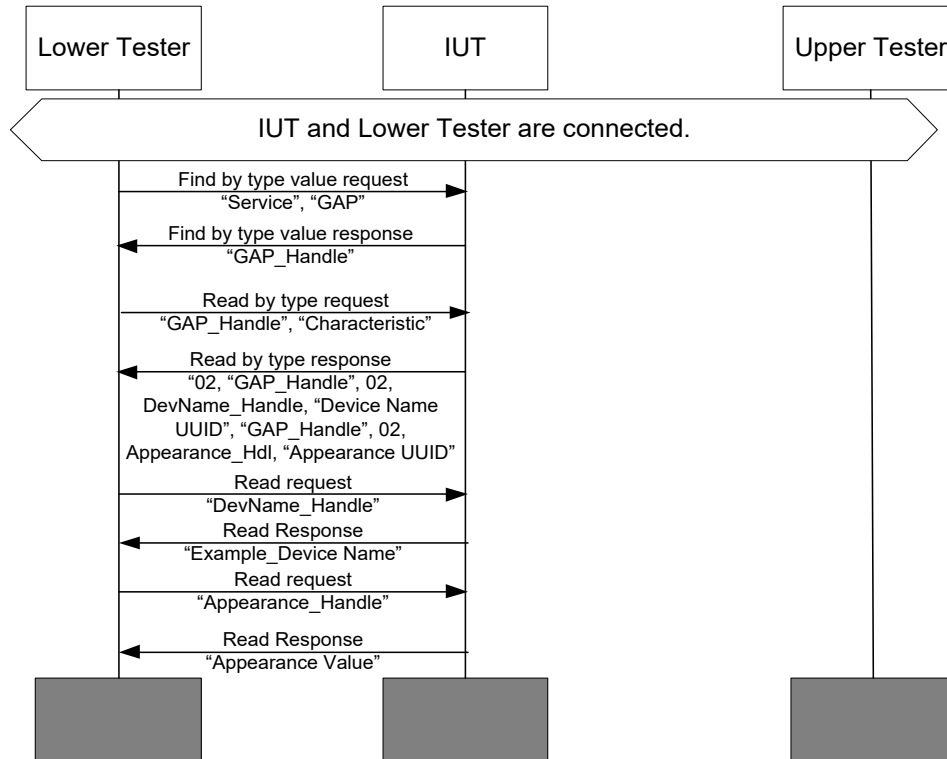 Lower Tester
IUT
Upper Tester
IUT and Lower Tester are connected.
Find by type value request
“Service”, “GAP”
Find by type value response
“GAP_Handle”
Read by type request
“GAP_Handle”, “Characteristic”
Read by type response
“02, “GAP_Handle”, 02,
DevName_Handle, “Device Name
UUID”, “GAP_Handle”, 02,
Appearance_Hdl, “Appearance UUID”
Read request
“DevName_Handle”
Read Response
“Example_Device Name”
Read request
“Appearance_Handle”
Read Response
“Appearance Value”